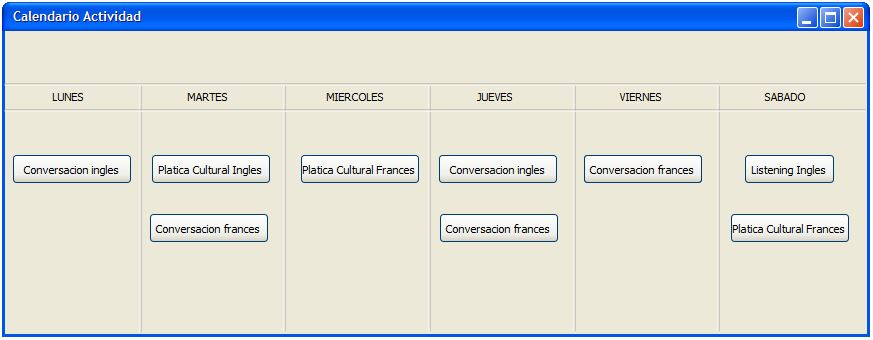 Calendario Actividad
LUNES MARTES MIERCOLES JUEVES VIERNES SABADO
Conversacion ingles Platica Cultural Ingles Platica Cultural Frances Conversacion ingles Conversacion frances Listening Ingles
Conversacion frances Conversacion frances Platica Cultural Frances